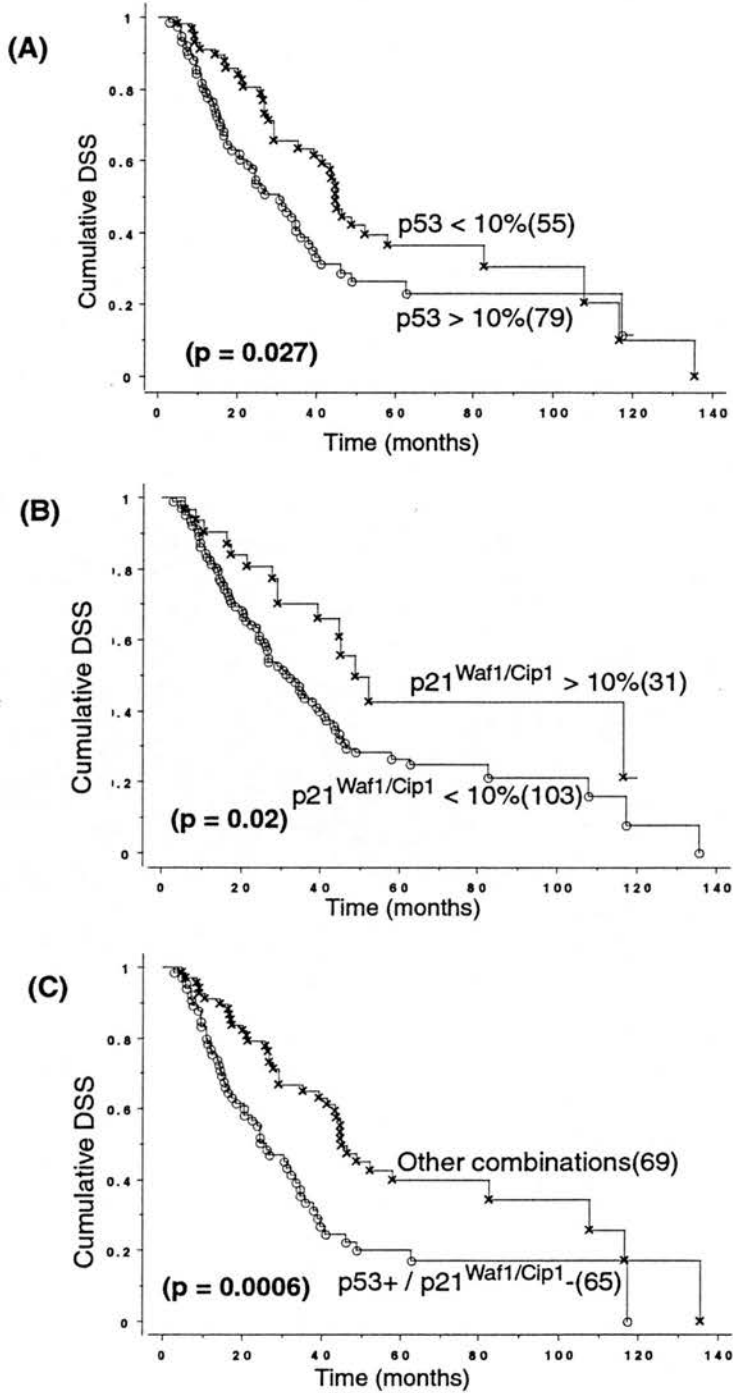 (A)
Cumulative DSS
1
0.8
0.6
0.4
0.2
0
p53 < 10%(55)
p53 > 10%(79)
(p = 0.027)
0 20 40 60 80 100 120 140
Time (months)
(B)
Cumulative DSS
1
.8
.6
.4
.2
0
p21Waf1/Cip1 > 10%(31)
p21Waf1/Cip1 < 10%(103)
(p = 0.02)
0 20 40 60 80 100 120 140
Time (months)
(C)
Cumulative DSS
1
0.8
0.6
0.4
0.2
0
Other combinations(69)
p53+ / p21Waf1/Cip1-(65)
(p = 0.0006)
0 20 40 60 80 100 120 140
Time (months)